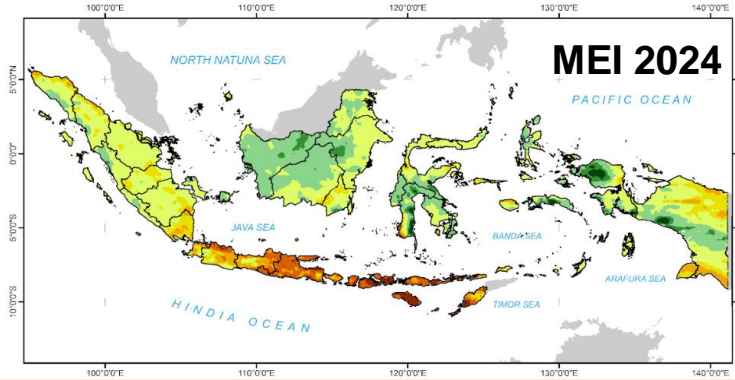 100°0'0"E 110°0'0"E 120°0'0"E 130°0'0"E 140°0'0"E
MEI 2024
NORTH NATUNA SEA
5°0'0"N
PACIFIC OCEAN
0°0'0"
JAVA SEA
5°0'0"S
BANDA SEA
ARAFURA SEA
HINDIA OCEAN
TIMOR SEA
10°0'0"S
100°0'0"E 110°0'0"E 120°0'0"E 130°0'0"E 140°0'0"E